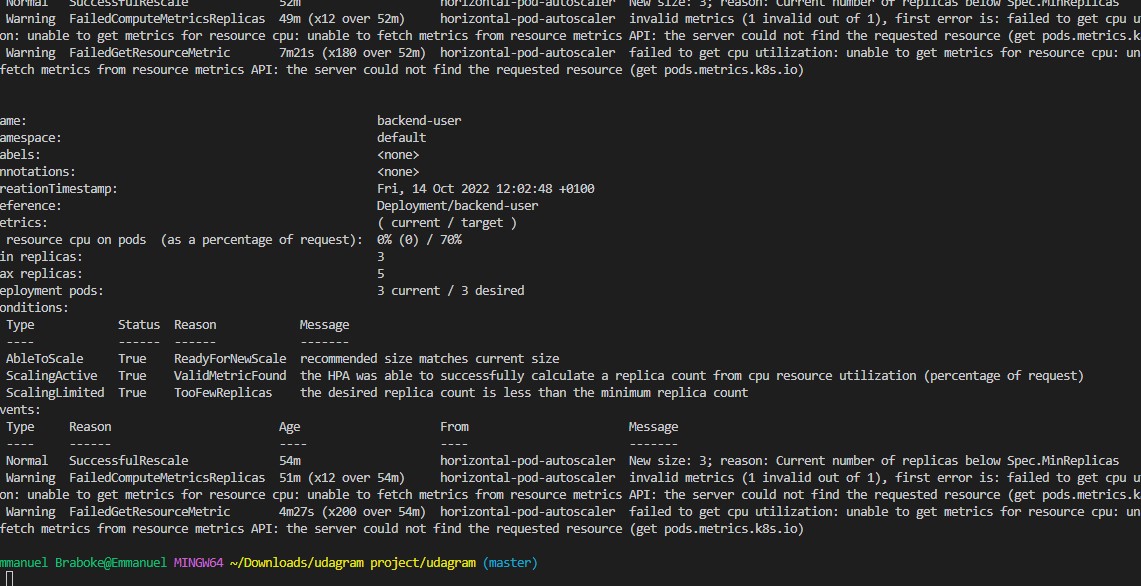 Normal   SuccessfulRescale             52m                     horizontal-pod-autoscaler  New size: 3; reason: Current number of replicas below Spec.MinReplicas
Warning  FailedComputeMetricsReplicas  49m (x12 over 52m)      horizontal-pod-autoscaler  invalid metrics (1 invalid out of 1), first error is: failed to get cpu u
on: unable to get metrics for resource cpu: unable to fetch metrics from resource metrics API: the server could not find the requested resource (get pods.metrics.k
Warning  FailedGetResourceMetric       7m21s (x180 over 52m)   horizontal-pod-autoscaler  failed to get cpu utilization: unable to get metrics for resource cpu: un
fetch metrics from resource metrics API: the server could not find the requested resource (get pods.metrics.k8s.io)
ame:                                                   backend-user
amespace:                                              default
abels:                                                 <none>
nnotations:                                            <none>
reationTimestamp:                                      Fri, 14 Oct 2022 12:02:48 +0100
eference:                                              Deployment/backend-user
etrics:                                                ( current / target )
resource cpu on pods  (as a percentage of request):  0% (0) / 70%
in replicas:                                           3
ax replicas:                                           5
eployment pods:                                        3 current / 3 desired
onditions:
Type            Status  Reason            Message
----            ------  ------            -------
AbleToScale     True    ReadyForNewScale  recommended size matches current size
ScalingActive   True    ValidMetricFound  the HPA was able to successfully calculate a replica count from cpu resource utilization (percentage of request)
ScalingLimited  True    TooFewReplicas    the desired replica count is less than the minimum replica count
vents:
Type     Reason                        Age                    From                       Message
----     ------                        ----                   ----                       -------
Normal   SuccessfulRescale             54m                    horizontal-pod-autoscaler  New size: 3; reason: Current number of replicas below Spec.MinReplicas
Warning  FailedComputeMetricsReplicas  51m (x12 over 54m)     horizontal-pod-autoscaler  invalid metrics (1 invalid out of 1), first error is: failed to get cpu u
on: unable to get metrics for resource cpu: unable to fetch metrics from resource metrics API: the server could not find the requested resource (get pods.metrics.k
Warning  FailedGetResourceMetric       4m27s (x200 over 54m)  horizontal-pod-autoscaler  failed to get cpu utilization: unable to get metrics for resource cpu: un
fetch metrics from resource metrics API: the server could not find the requested resource (get pods.metrics.k8s.io)
mmanuel Braboke@Emmanuel MINGW64 ~/Downloads/udagram project/udagram (master)